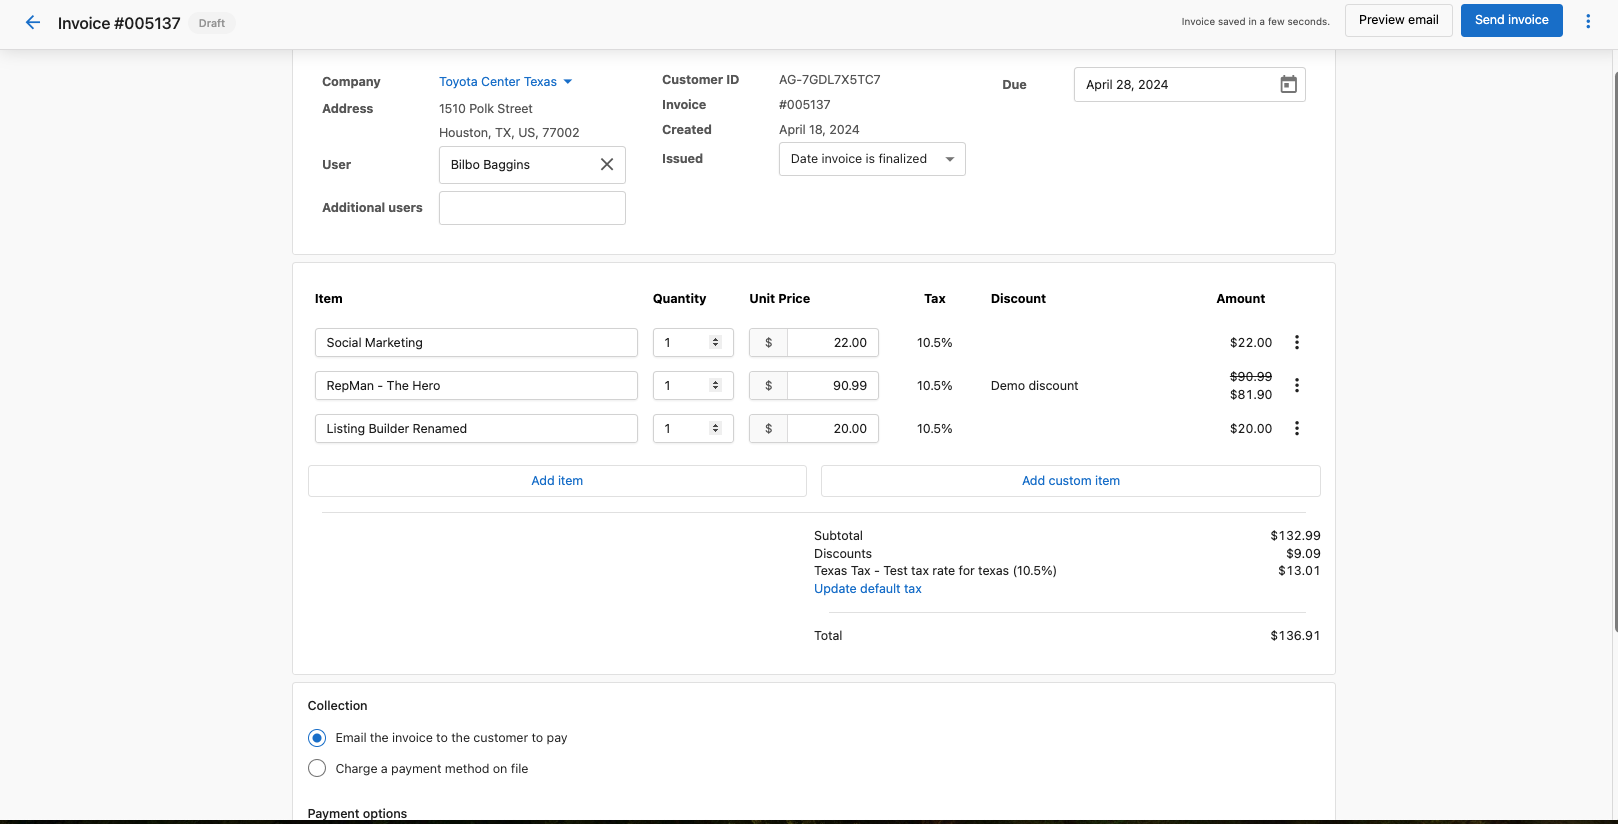 Invoice #005137 Draft
Invoice saved in a few seconds. Preview email Send invoice
Company Toyota Center Texas
Address 1510 Polk Street
Houston, TX, US, 77002
User Bilbo Baggins
Additional users
Customer ID AG-7GDL7X5TC7
Invoice #005137
Created April 18, 2024
Issued Date invoice is finalized
Due April 28, 2024
Item Quantity Unit Price Tax Discount Amount
Social Marketing 1 $ 22.00 10.5% $22.00
RepMan - The Hero 1 $ 90.99 10.5% Demo discount $90.99
$81.90
Listing Builder Renamed 1 $ 20.00 10.5% $20.00
Add item Add custom item
Subtotal $132.99
Discounts $9.09
Texas Tax - Test tax rate for texas (10.5%) $13.01
Update default tax
Total $136.91
Collection
Email the invoice to the customer to pay
Charge a payment method on file
Payment options